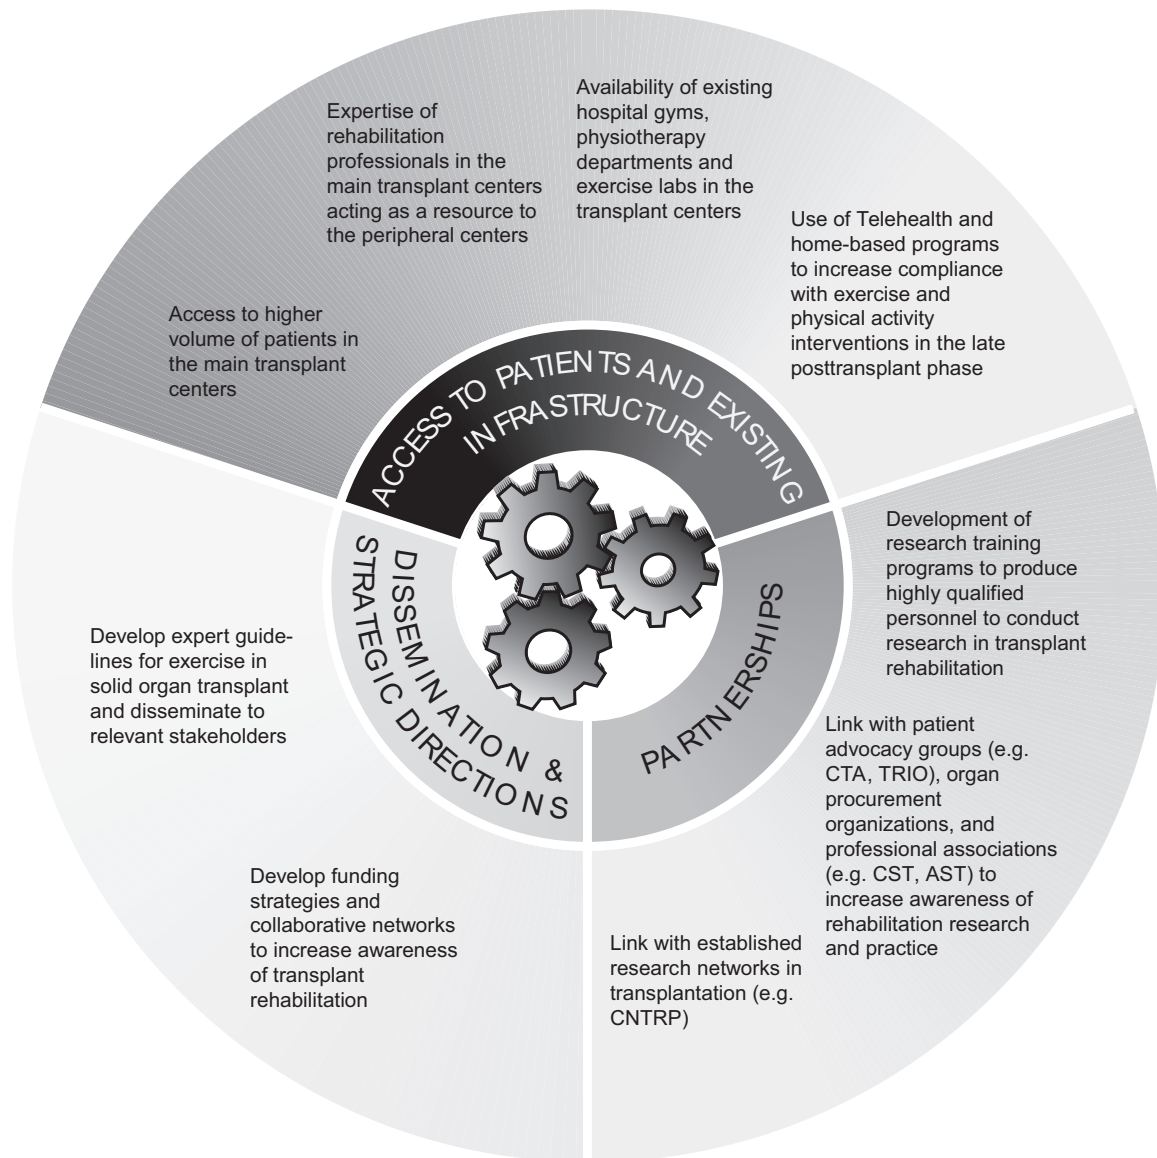 Expertise of
rehabilitation
professionals in the
main transplant centers
acting as a resource to
the peripheral centers
Availability of existing
hospital gyms,
physiotherapy
departments and
exercise labs in the
transplant centers
Use of Telehealth and
home-based programs
to increase compliance
with exercise and
physical activity
interventions in the late
posttransplant phase
Access to higher
volume of patients in
the main transplant
centers
ACCESS TO PATIENTS AND EXISTING
INFRASTRUCTURE
Development of
research training
programs to produce
highly qualified
personnel to conduct
research in transplant
rehabilitation
DISSEMINATION &
STRATEGIC DIRECTIONS
PARTNERSHIPS
Develop expert guide-
lines for exercise in
solid organ transplant
and disseminate to
relevant stakeholders
Link with patient
advocacy groups (e.g.
CTA, TRIO), organ
procurement
organizations, and
professional associations
(e.g. CST, AST) to
increase awareness of
rehabilitation research
and practice
Develop funding
strategies and
collaborative networks
to increase awareness
of transplant
rehabilitation
Link with established
research networks in
transplantation (e.g.
CNTRP)